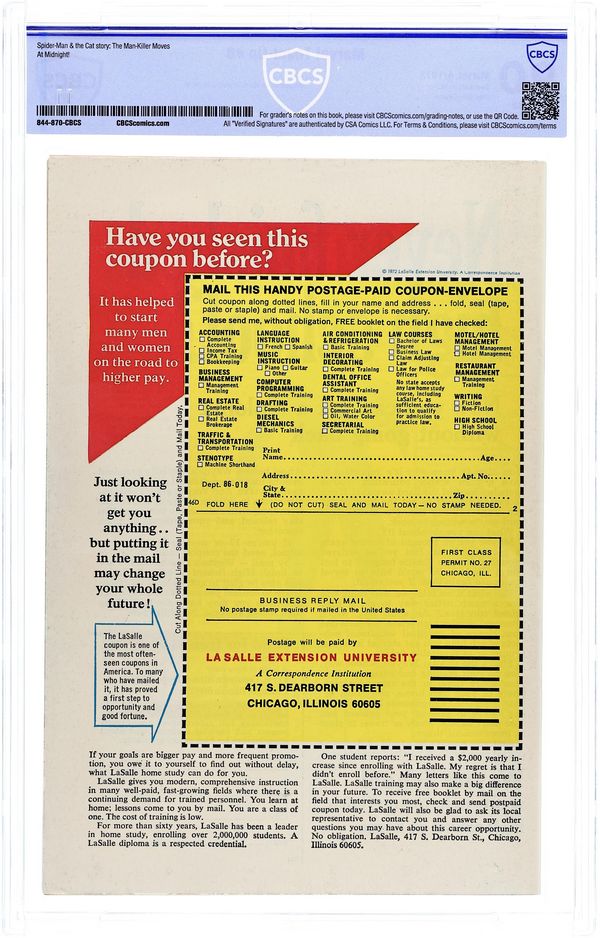 Spider-Man & the Cat story: The Man-Killer Moves
At Midnight!
CBCS
CBCS
844-870-CBCS
CBCScomics.com
For grader's notes on this book, please visit CBCScomics.com/grading-notes, or use the QR Code.
All "Verified Signatures" are authenticated by CSA Comics LLC. For Terms & Conditions, please visit CBCScomics.com/terms
Have you seen this
coupon before?
© 1972 LaSalle Extension University, A Correspondence Institution
It has helped
to start
many men
and women
on the road to
higher pay.
Just looking
at it won't
get you
anything . .
but putting it
in the mail
may change
your whole
future!
The LaSalle
coupon is one of
the most often-
seen coupons in
America. To many
who have mailed
it, it has proved
a first step to
opportunity and
good fortune.
Cut Along Dotted Line — Seal (Tape, Paste or Staple) and Mail Today.
MAIL THIS HANDY POSTAGE-PAID COUPON-ENVELOPE
Cut coupon along dotted lines, fill in your name and address . . . fold, seal (tape,
paste or staple) and mail. No stamp or envelope is necessary.
Please send me, without obligation, FREE booklet on the field I have checked:
ACCOUNTING
Complete
Accounting
Income Tax
CPA Training
Bookkeeping
BUSINESS
MANAGEMENT
Management
Training
REAL ESTATE
Complete Real
Estate
Real Estate
Brokerage
TRAFFIC &
TRANSPORTATION
Complete Training
STENOTYPE
Machine Shorthand
LANGUAGE
INSTRUCTION
French Spanish
MUSIC
INSTRUCTION
Piano Guitar
Other
COMPUTER
PROGRAMMING
Complete Training
DRAFTING
Complete Training
DIESEL
MECHANICS
Basic Training
AIR CONDITIONING
& REFRIGERATION
Basic Training
INTERIOR
DECORATING
Complete Training
DENTAL OFFICE
ASSISTANT
Complete Training
ART TRAINING
Complete Training
Commercial Art
Oil, Water Color
SECRETARIAL
Complete Training
LAW COURSES
Bachelor of Laws
Degree
Business Law
Claim Adjusting
Law
Law for Police
Officers
No state accepts
any law home study
course, including
LaSalle's, as
sufficient educa-
tion to qualify
for admission to
practice law.
MOTEL/HOTEL
MANAGEMENT
Motel Management
Hotel Management
RESTAURANT
MANAGEMENT
Management
Training
WRITING
Fiction
Non-Fiction
HIGH SCHOOL
High School
Diploma
Print
Name Age
Address Apt. No.
Dept. 86-018
City &
State Zip
46D FOLD HERE (DO NOT CUT) SEAL AND MAIL TODAY — NO STAMP NEEDED. 2
FIRST CLASS
PERMIT NO. 27
CHICAGO, ILL.
BUSINESS REPLY MAIL
No postage stamp required if mailed in the United States
Postage will be paid by
LA SALLE EXTENSION UNIVERSITY
A Correspondence Institution
417 S. DEARBORN STREET
CHICAGO, ILLINOIS 60605
If your goals are bigger pay and more frequent promo-
tion, you owe it to yourself to find out without delay,
what LaSalle home study can do for you.
LaSalle gives you modern, comprehensive instruction
in many well-paid, fast-growing fields where there is a
continuing demand for trained personnel. You learn at
home; lessons come to you by mail. You are a class of
one. The cost of training is low.
For more than sixty years, LaSalle has been a leader
in home study, enrolling over 2,000,000 students. A
LaSalle diploma is a respected credential.
One student reports: "I received a $2,000 yearly in-
crease since enrolling with LaSalle. My regret is that I
didn't enroll before." Many letters like this come to
LaSalle. LaSalle training may also make a big difference
in your future. To receive free booklet by mail on the
field that interests you most, check and send postpaid
coupon today. LaSalle will also be glad to ask its local
representative to contact you and answer any other
questions you may have about this career opportunity.
No obligation. LaSalle, 417 S. Dearborn St., Chicago,
Illinois 60605.